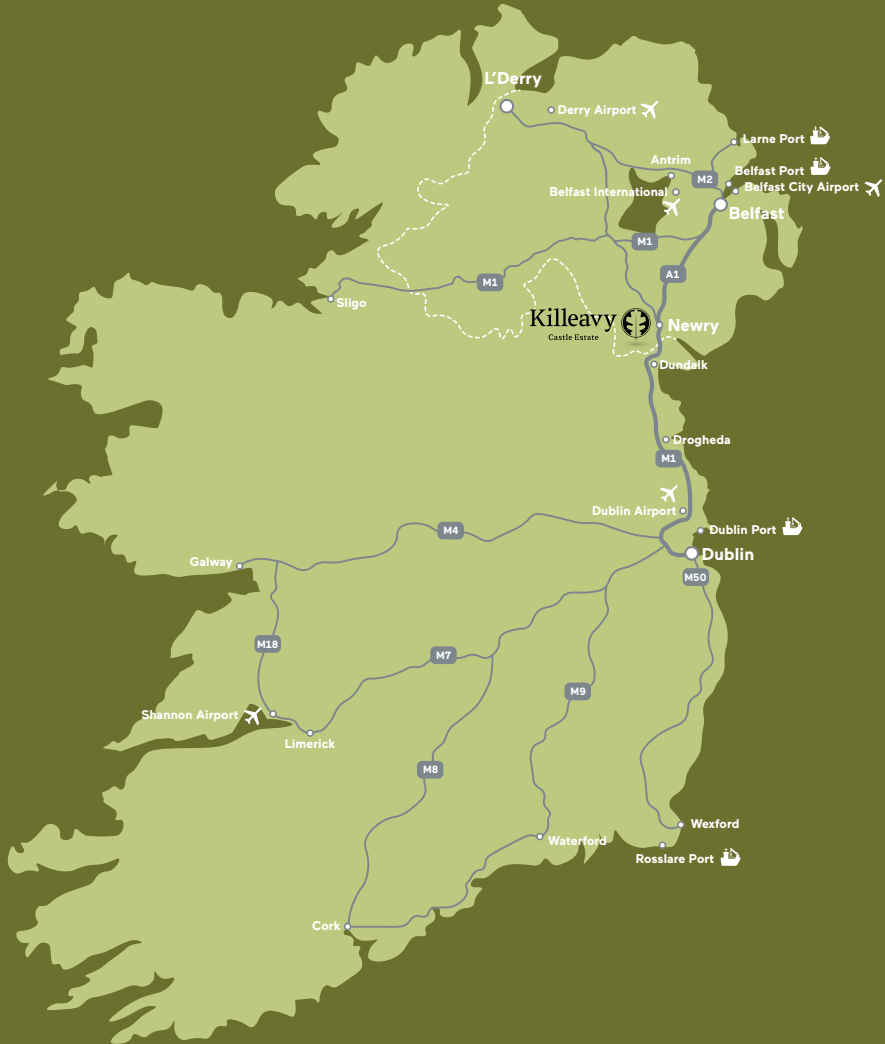 L'Derry
Derry Airport
Larne Port
Antrim
Belfast Port
M2
Belfast City Airport
Belfast International
Belfast
M1
A1
M1
Sligo
Killeavy
Castle Estate
Newry
Dundalk
Drogheda
M1
Dublin Airport
Dublin Port
M4
Dublin
Galway
M50
M18
M7
M9
Shannon Airport
Limerick
M8
Wexford
Waterford
Rosslare Port
Cork